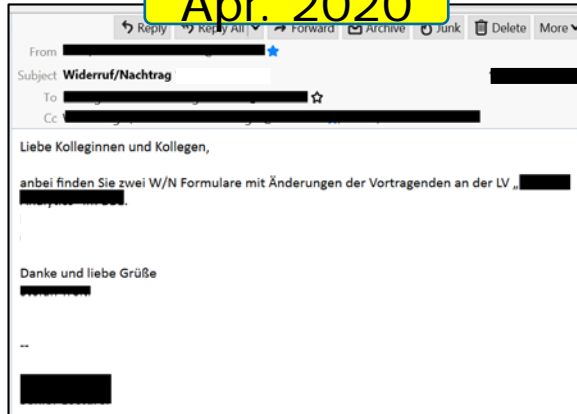 Apr. 2020
Reply Reply All Forward Archive Junk Delete More
From
Subject Widerruf/Nachtrag
To
Cc
Liebe Kolleginnen und Kollegen,
anbei finden Sie zwei W/N Formulare mit Änderungen der Vortragenden an der LV „
Danke und liebe Grüße
--